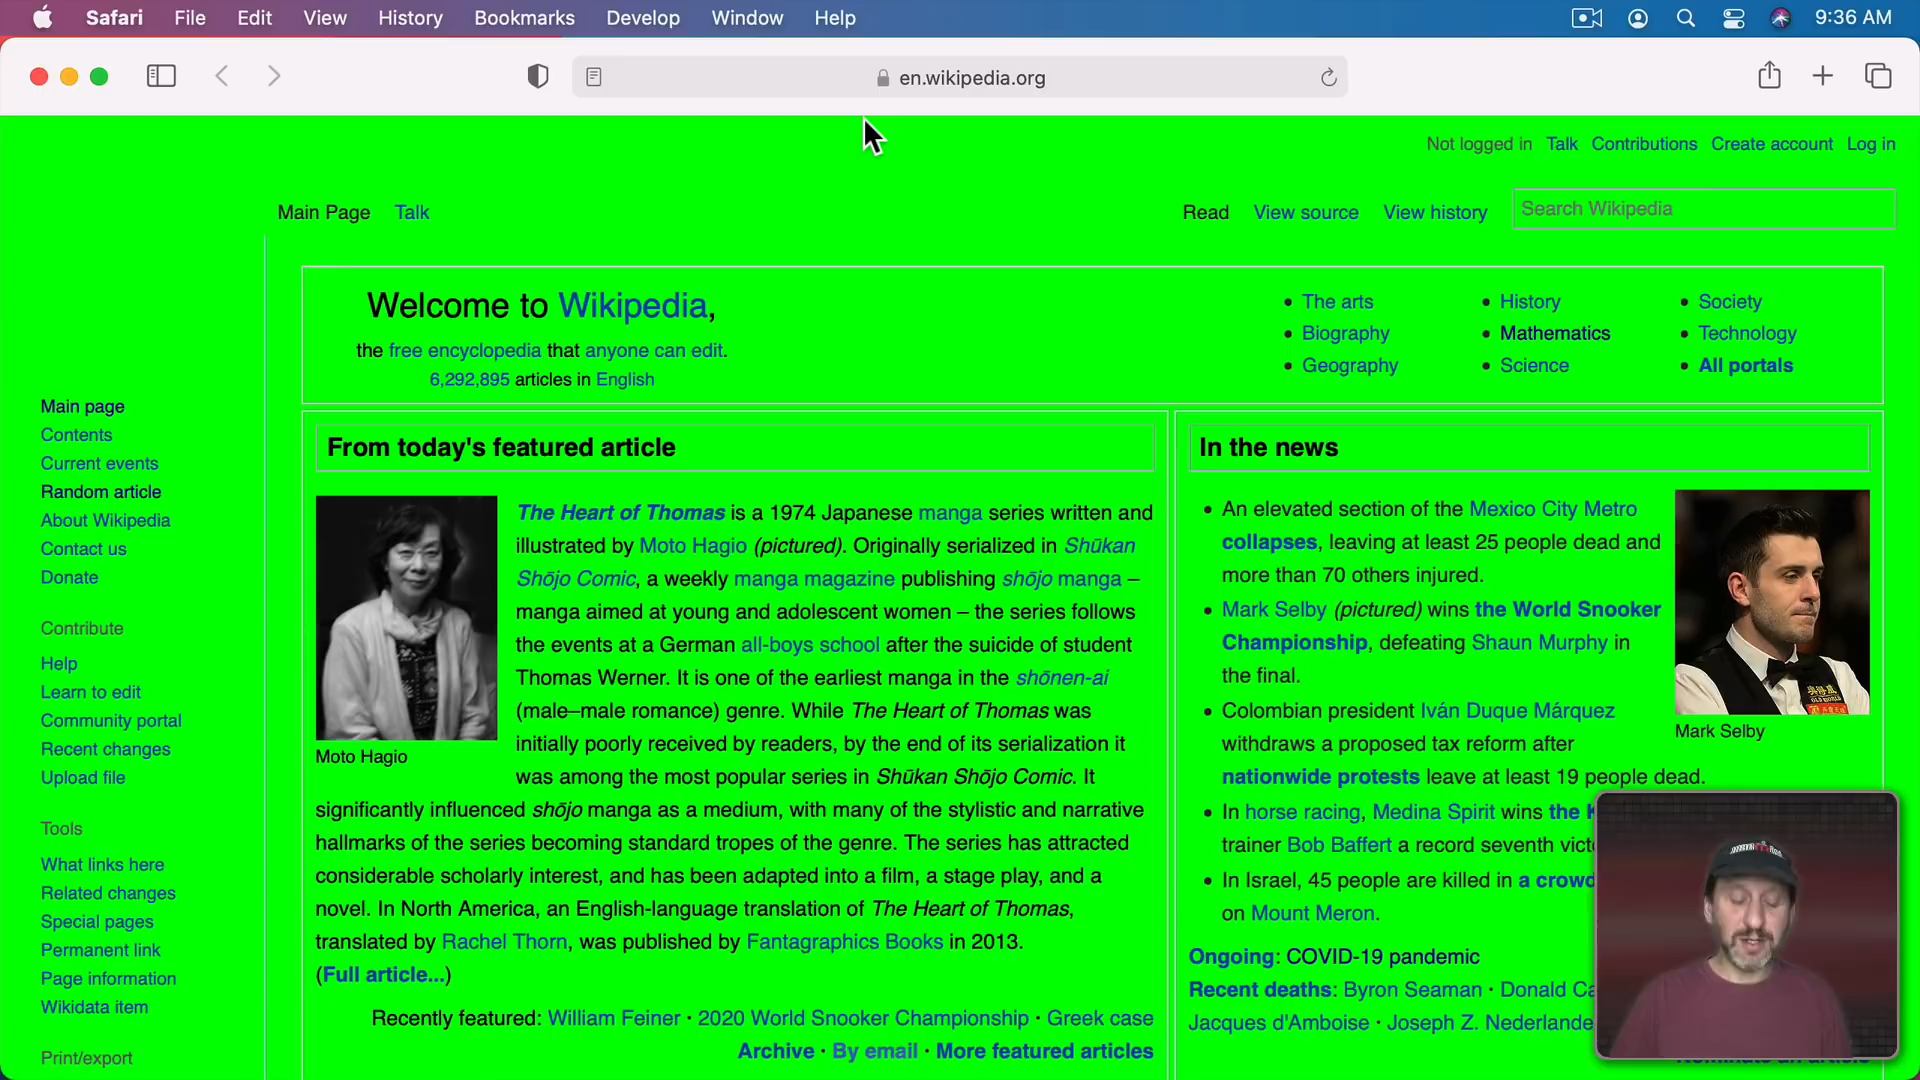 Safari File Edit View History Bookmarks Develop Window Help 9:36 AM
en.wikipedia.org
Not logged in Talk Contributions Create account Log in
Main Page Talk Read View source View history Search Wikipedia
Welcome to Wikipedia,
the free encyclopedia that anyone can edit.
6,292,895 articles in English
• The arts
• Biography
• Geography
• History
• Mathematics
• Science
• Society
• Technology
• All portals
Main page
Contents
Current events
Random article
About Wikipedia
Contact us
Donate
Contribute
Help
Learn to edit
Community portal
Recent changes
Upload file
Tools
What links here
Related changes
Special pages
Permanent link
Page information
Wikidata item
Print/export
From today's featured article
The Heart of Thomas is a 1974 Japanese manga series written and
illustrated by Moto Hagio (pictured). Originally serialized in Shūkan
Shōjo Comic, a weekly manga magazine publishing shōjo manga –
manga aimed at young and adolescent women – the series follows
the events at a German all-boys school after the suicide of student
Thomas Werner. It is one of the earliest manga in the shōnen-ai
(male–male romance) genre. While The Heart of Thomas was
initially poorly received by readers, by the end of its serialization it
was among the most popular series in Shūkan Shōjo Comic. It
Moto Hagio
significantly influenced shōjo manga as a medium, with many of the stylistic and narrative
hallmarks of the series becoming standard tropes of the genre. The series has attracted
considerable scholarly interest, and has been adapted into a film, a stage play, and a
novel. In North America, an English-language translation of The Heart of Thomas,
translated by Rachel Thorn, was published by Fantagraphics Books in 2013.
(Full article...)
Recently featured: William Feiner · 2020 World Snooker Championship · Greek case
Archive · By email · More featured articles
In the news
• An elevated section of the Mexico City Metro
collapses, leaving at least 25 people dead and
more than 70 others injured.
• Mark Selby (pictured) wins the World Snooker
Championship, defeating Shaun Murphy in
the final.
• Colombian president Iván Duque Márquez
withdraws a proposed tax reform after
nationwide protests leave at least 19 people dead.
Mark Selby
• In horse racing, Medina Spirit wins the
trainer Bob Baffert a record seventh
• In Israel, 45 people are killed in a
on Mount Meron.
Ongoing: COVID-19 pandemic
Recent deaths: Byron Seaman · Donald
Jacques d'Amboise · Joseph Z.